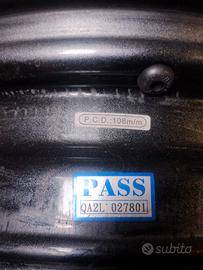 P.C.D.:108m/m
PASS
QA2L 027801
subito